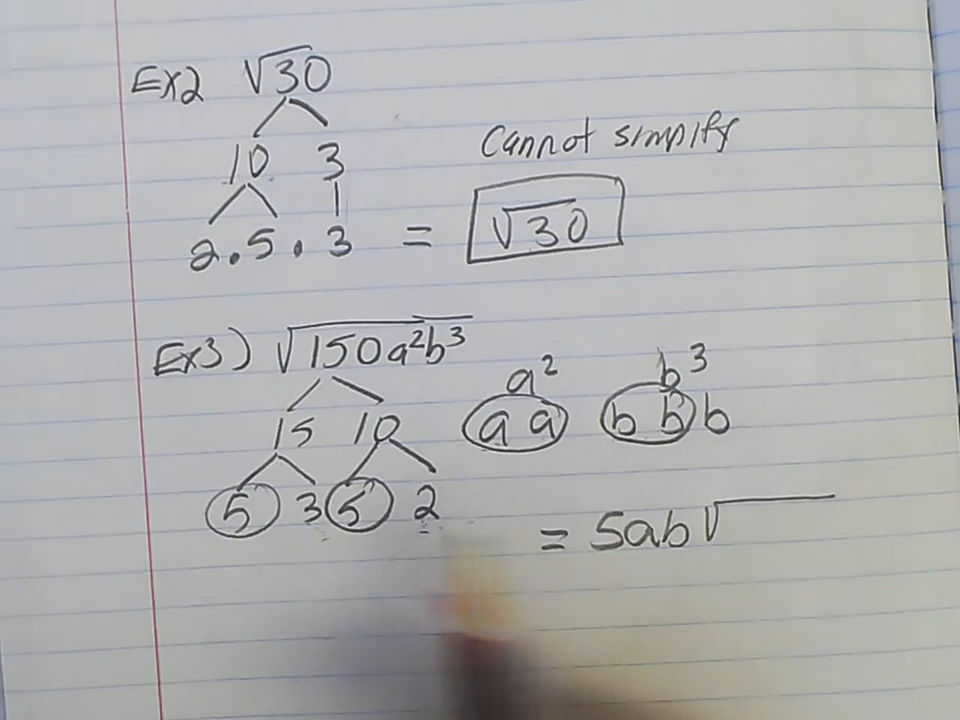 Ex2 √30
10 3
Cannot simplify
2 . 5 . 3 = √30
Ex3) √150a²b³
a² b³
15 10 a a b b b
5 3 5 2
= 5ab√